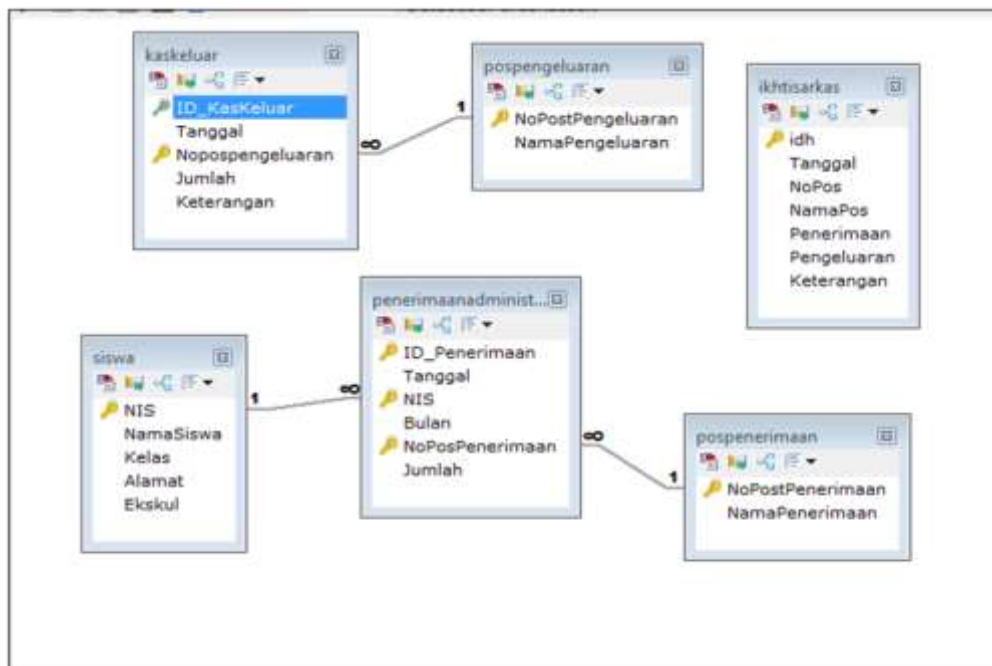 kaskeluar
ID_KasKeluar
Tanggal
Nopospengeluaran
Jumlah
Keterangan
∞
1
pospengeluaran
NoPostPengeluaran
NamaPengeluaran
ikhtisarkas
idh
Tanggal
NoPos
NamaPos
Penerimaan
Pengeluaran
Keterangan
siswa
NIS
NamaSiswa
Kelas
Alamat
Ekskul
1
∞
penerimaanadminist...
ID_Penerimaan
Tanggal
NIS
Bulan
NoPosPenerimaan
Jumlah
∞
1
pospenerimaan
NoPostPenerimaan
NamaPenerimaan